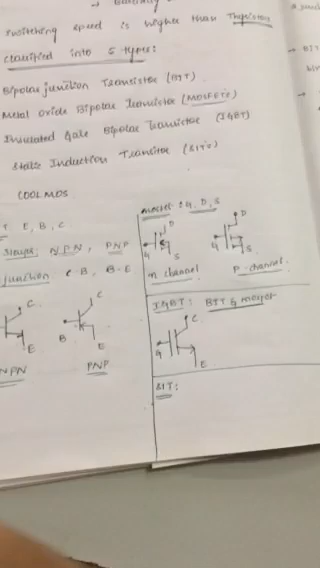 switching speed is higher than Thyristors
classified into 5 types:
Bipolar junction Transistor (BJT)
Metal oxide Bipolar Transistor (MOSFET's)
Insulated Gate Bipolar Transistor (IGBT)
Static Induction Transistor (SIT's)
COOLMOS
T E, B, C.
NPN, PNP
junction C-B, B-E
C
E
NPN
C
B
E
PNP
mosfet: G, D, S
D
G
S
n channel
D
G
S
P-channel
IGBT: BJT & mosfet
C
G
E
SIT: